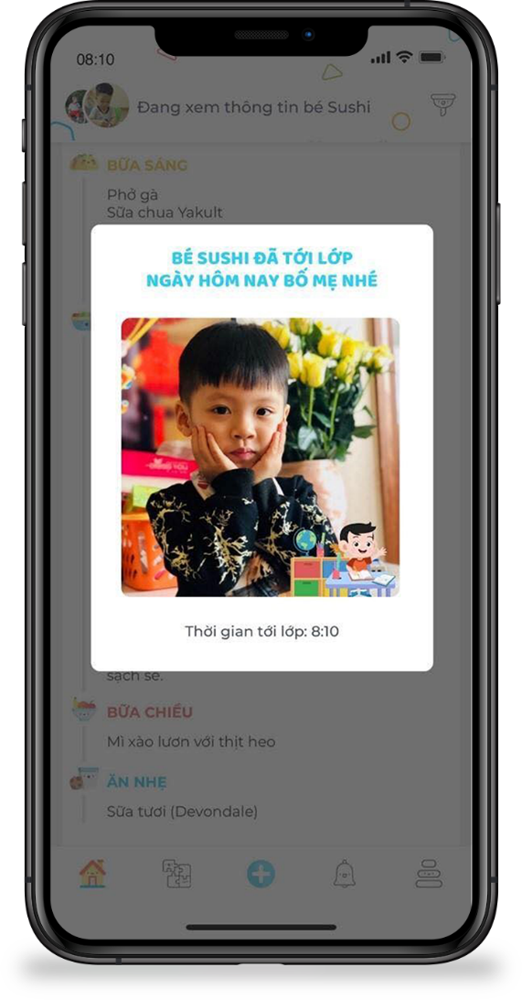 08:10
Đang xem thông tin bé Sushi
BỮA SÁNG
Phở gà
Sữa chua Yakult
BÉ SUSHI ĐÃ TỚI LỚP
NGÀY HÔM NAY BỐ MẸ NHÉ
Thời gian tới lớp: 8:10
sạch sẽ.
BỮA CHIỀU
Mì xào lươn với thịt heo
ĂN NHẸ
Sữa tươi (Devondale)